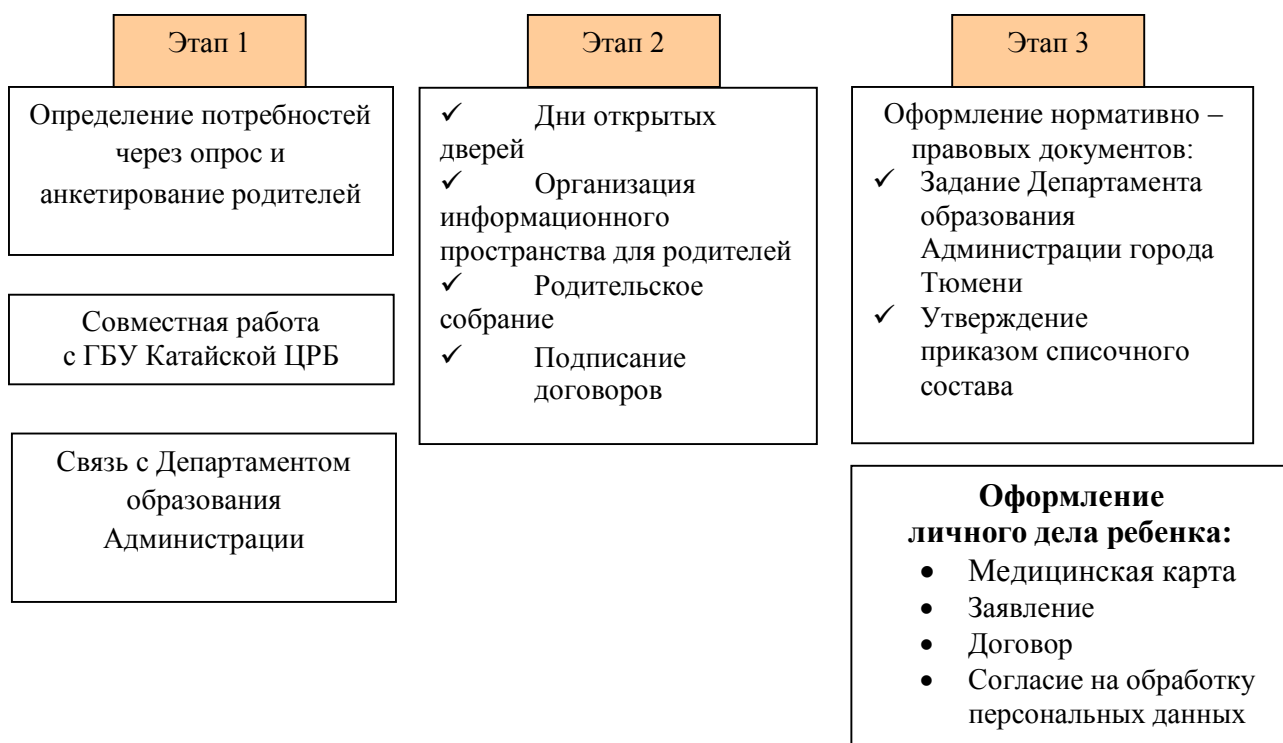 Этап 1
Определение потребностей
через опрос и
анкетирование родителей
Совместная работа
с ГБУ Катайской ЦРБ
Связь с Департаментом
образования
Администрации
Этап 2
✓ Дни открытых
дверей
✓ Организация
информационного
пространства для родителей
✓ Родительское
собрание
✓ Подписание
договоров
Этап 3
Оформление нормативно –
правовых документов:
✓ Задание Департамента
образования
Администрации города
Тюмени
✓ Утверждение
приказом списочного
состава
Оформление
личного дела ребенка:
• Медицинская карта
• Заявление
• Договор
• Согласие на обработку
персональных данных